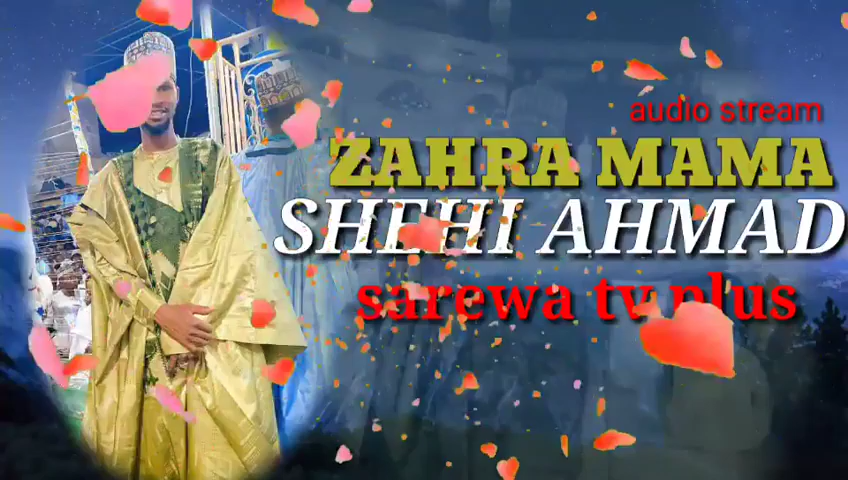 audio stream
ZAHRA MAMA
SHEHI AHMAD
sarewa tv plus